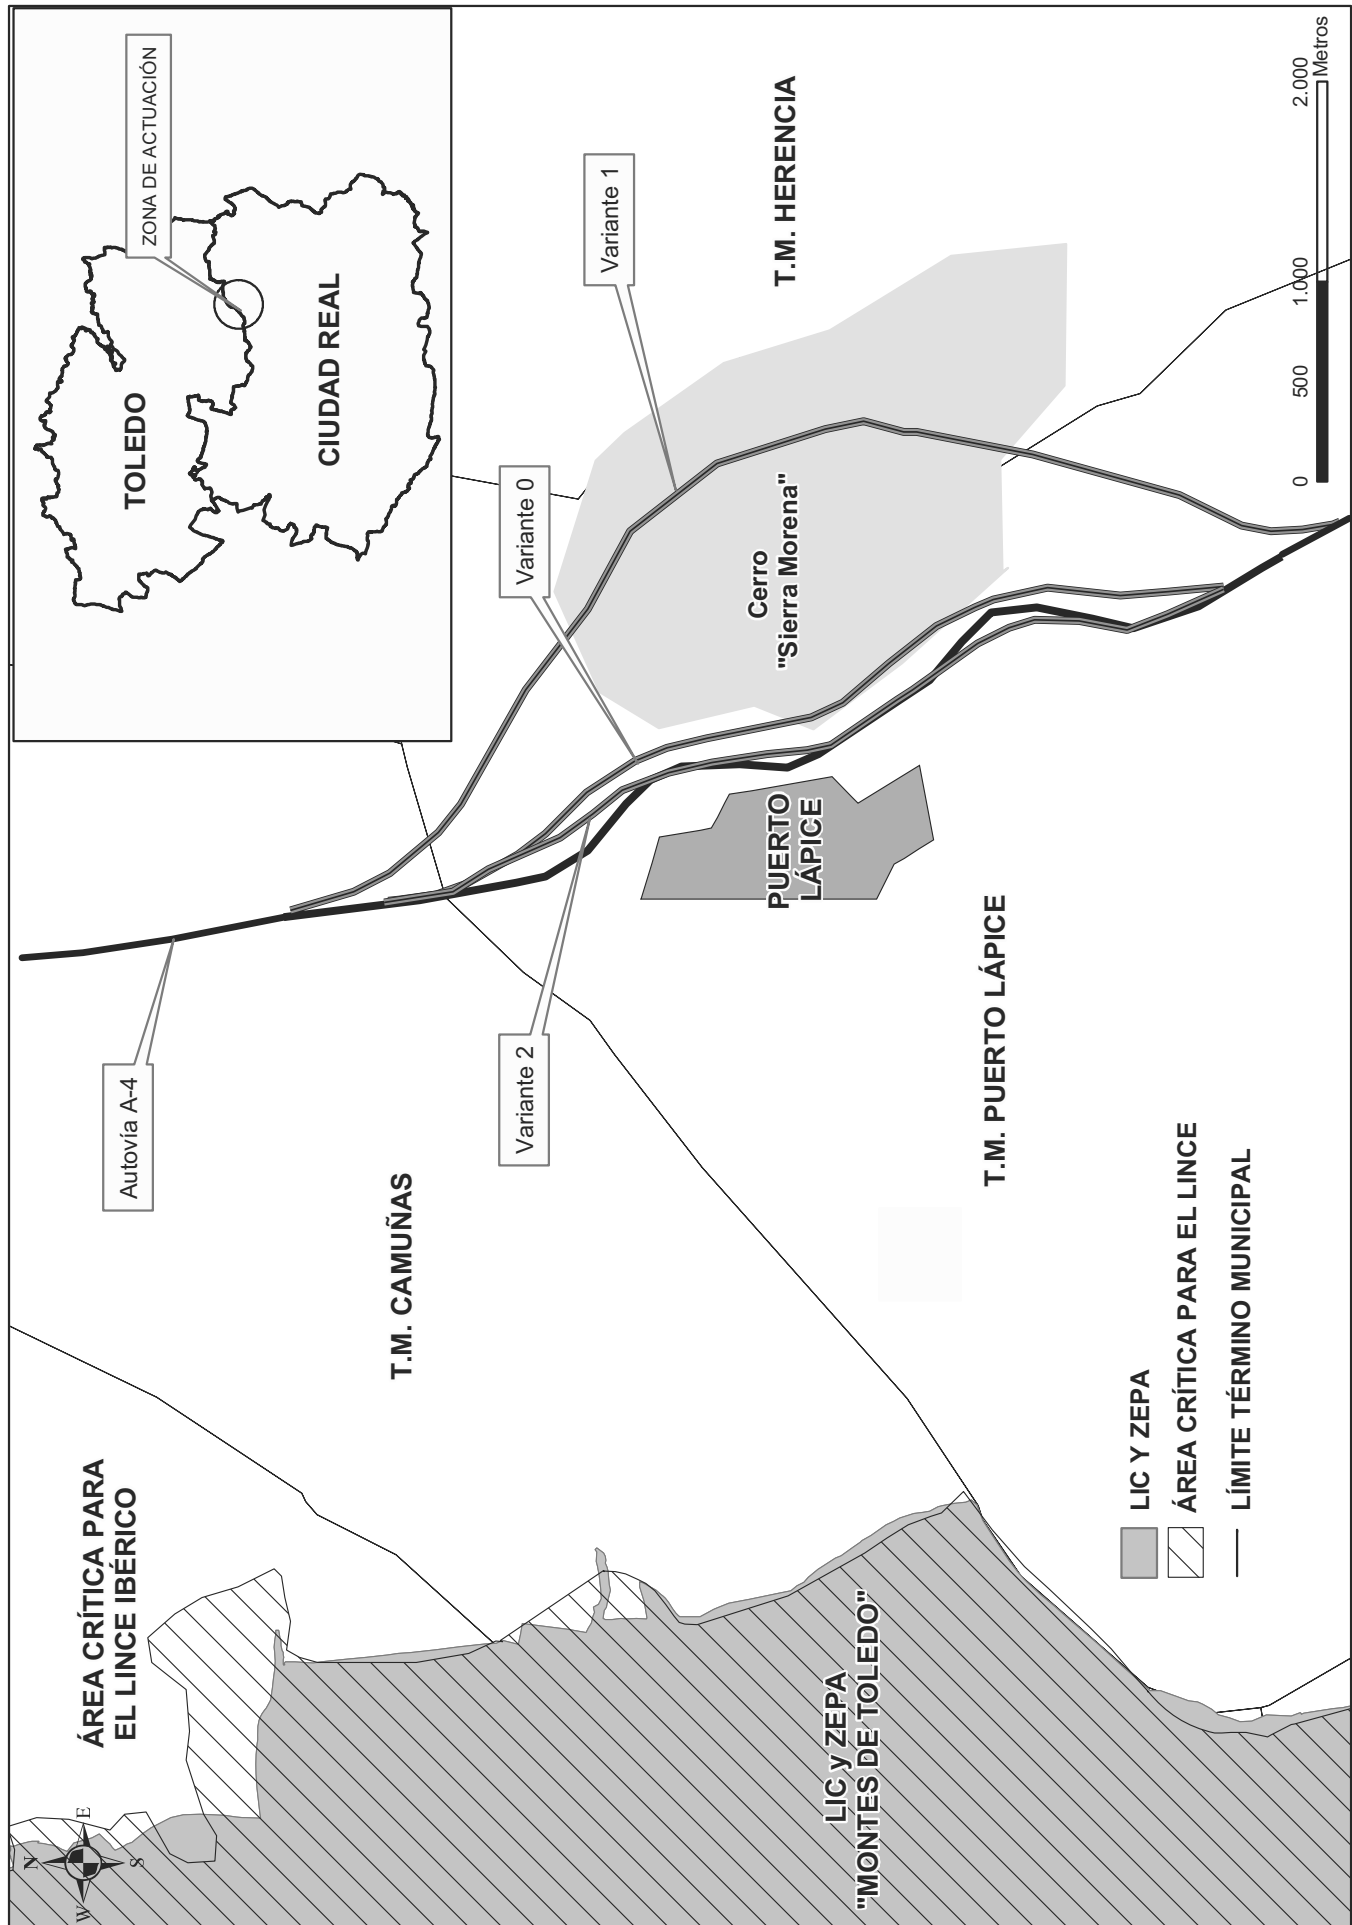 ÁREA CRÍTICA PARA
EL LINCE IBÉRICO
N
E
S
W
T.M. CAMUÑAS
Autovía A-4
Variante 2
Variante 0
Variante 1
TOLEDO
CIUDAD REAL
ZONA DE ACTUACIÓN
T.M. HERENCIA
Cerro
"Sierra Morena"
PUERTO
LÁPICE
T.M. PUERTO LÁPICE
LIC y ZEPA
"MONTES DE TOLEDO"
LIC Y ZEPA
ÁREA CRÍTICA PARA EL LINCE
LÍMITE TÉRMINO MUNICIPAL
0 500 1.000 2.000
Metros